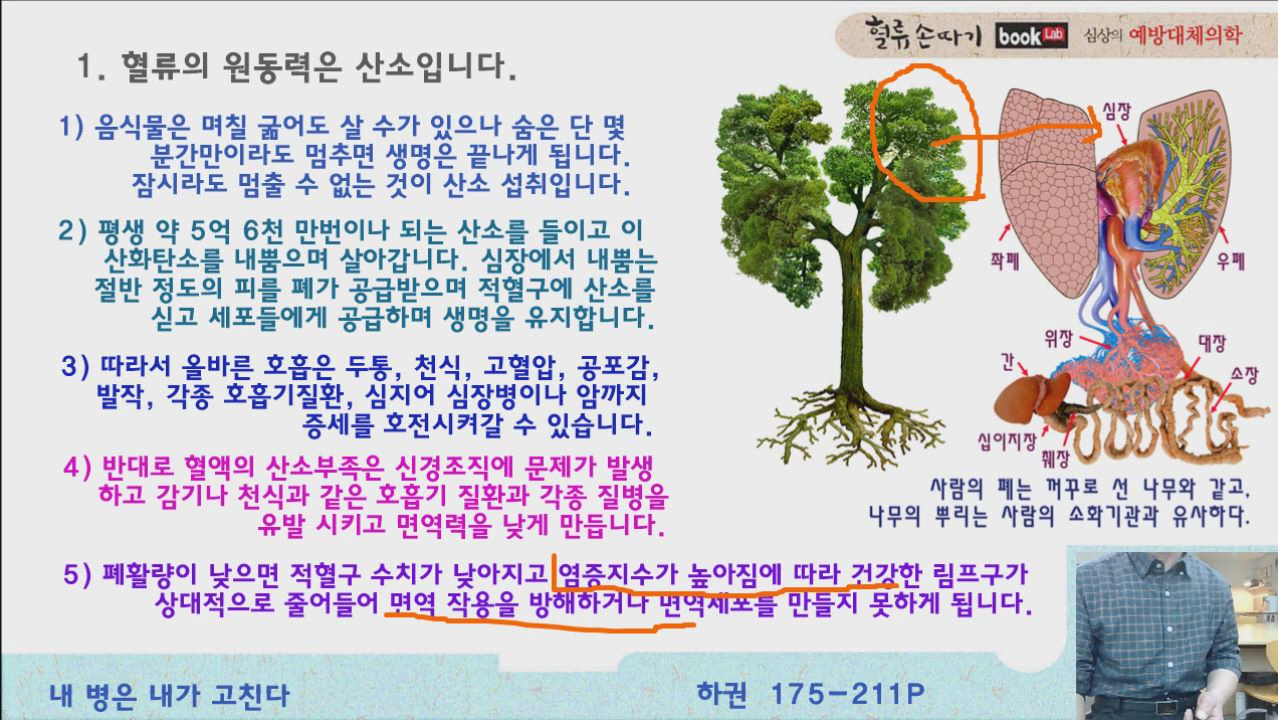 혈류 손따기 book Lab 심상의 예방대체의학
1. 혈류의 원동력은 산소입니다.
1) 음식물은 며칠 굶어도 살 수가 있으나 숨은 단 몇
분간만이라도 멈추면 생명은 끝나게 됩니다.
잠시라도 멈출 수 없는 것이 산소 섭취입니다.
2) 평생 약 5억 6천 만번이나 되는 산소를 들이고 이
산화탄소를 내뿜으며 살아갑니다. 심장에서 내뿜는
절반 정도의 피를 폐가 공급받으며 적혈구에 산소를
싣고 세포들에게 공급하며 생명을 유지합니다.
3) 따라서 올바른 호흡은 두통, 천식, 고혈압, 공포감,
발작, 각종 호흡기질환, 심지어 심장병이나 암까지
증세를 호전시켜갈 수 있습니다.
4) 반대로 혈액의 산소부족은 신경조직에 문제가 발생
하고 감기나 천식과 같은 호흡기 질환과 각종 질병을
유발 시키고 면역력을 낮게 만듭니다.
5) 폐활량이 낮으면 적혈구 수치가 낮아지고 염증지수가 높아짐에 따라 건강한 림프구가
상대적으로 줄어들어 면역 작용을 방해하거나 면역세포를 만들지 못하게 됩니다.
심장
좌폐
우폐
위장
대장
간
소장
십이지장
췌장
사람의 폐는 꺼꾸로 선 나무와 같고,
나무의 뿌리는 사람의 소화기관과 유사하다.
내 병은 내가 고친다
하권 175-211P